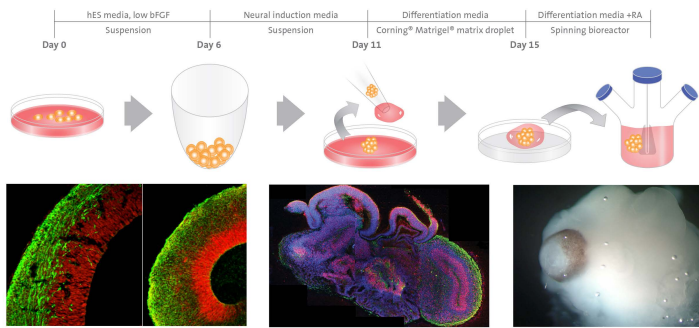 hES media, low bFGF
Neural induction media
Differentiation media
Differentiation media +RA
Suspension
Suspension
Corning® Matrigel® matrix droplet
Spinning bioreactor
Day 0
Day 6
Day 11
Day 15